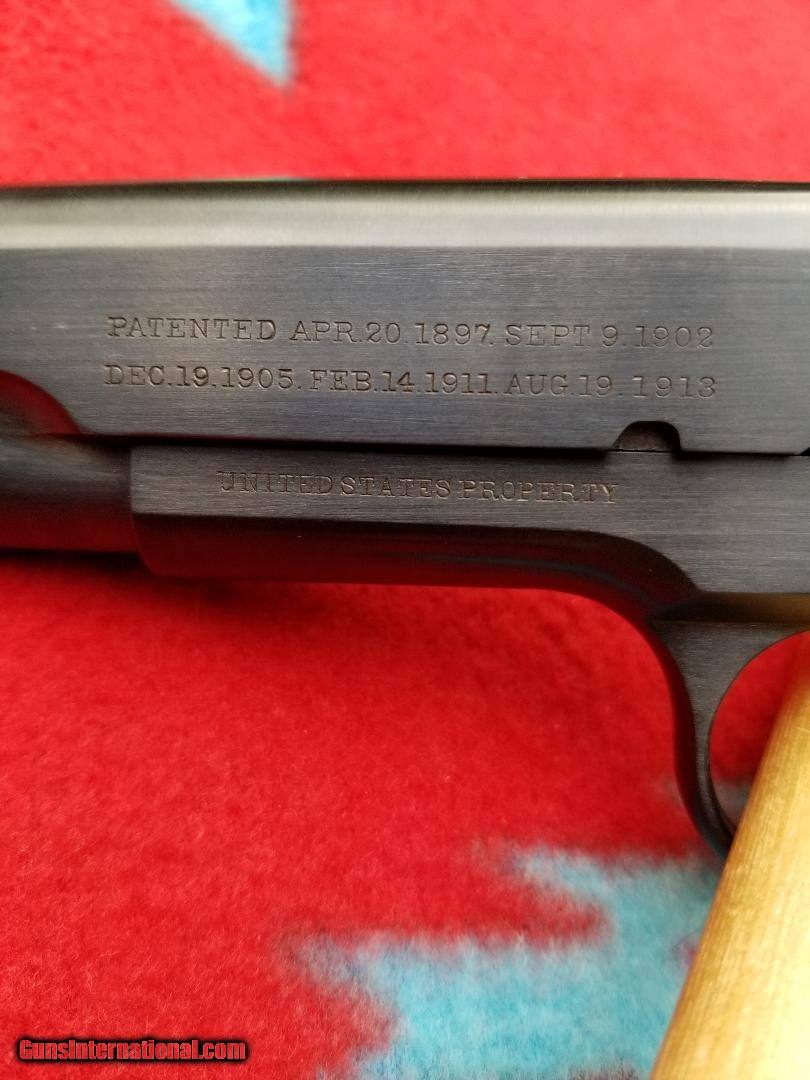 PATENTED APR.20.1897. SEPT.9.1902
DEC.19.1905. FEB.14.1911. AUG.19.1913
UNITED STATES PROPERTY
GunsInternational.com